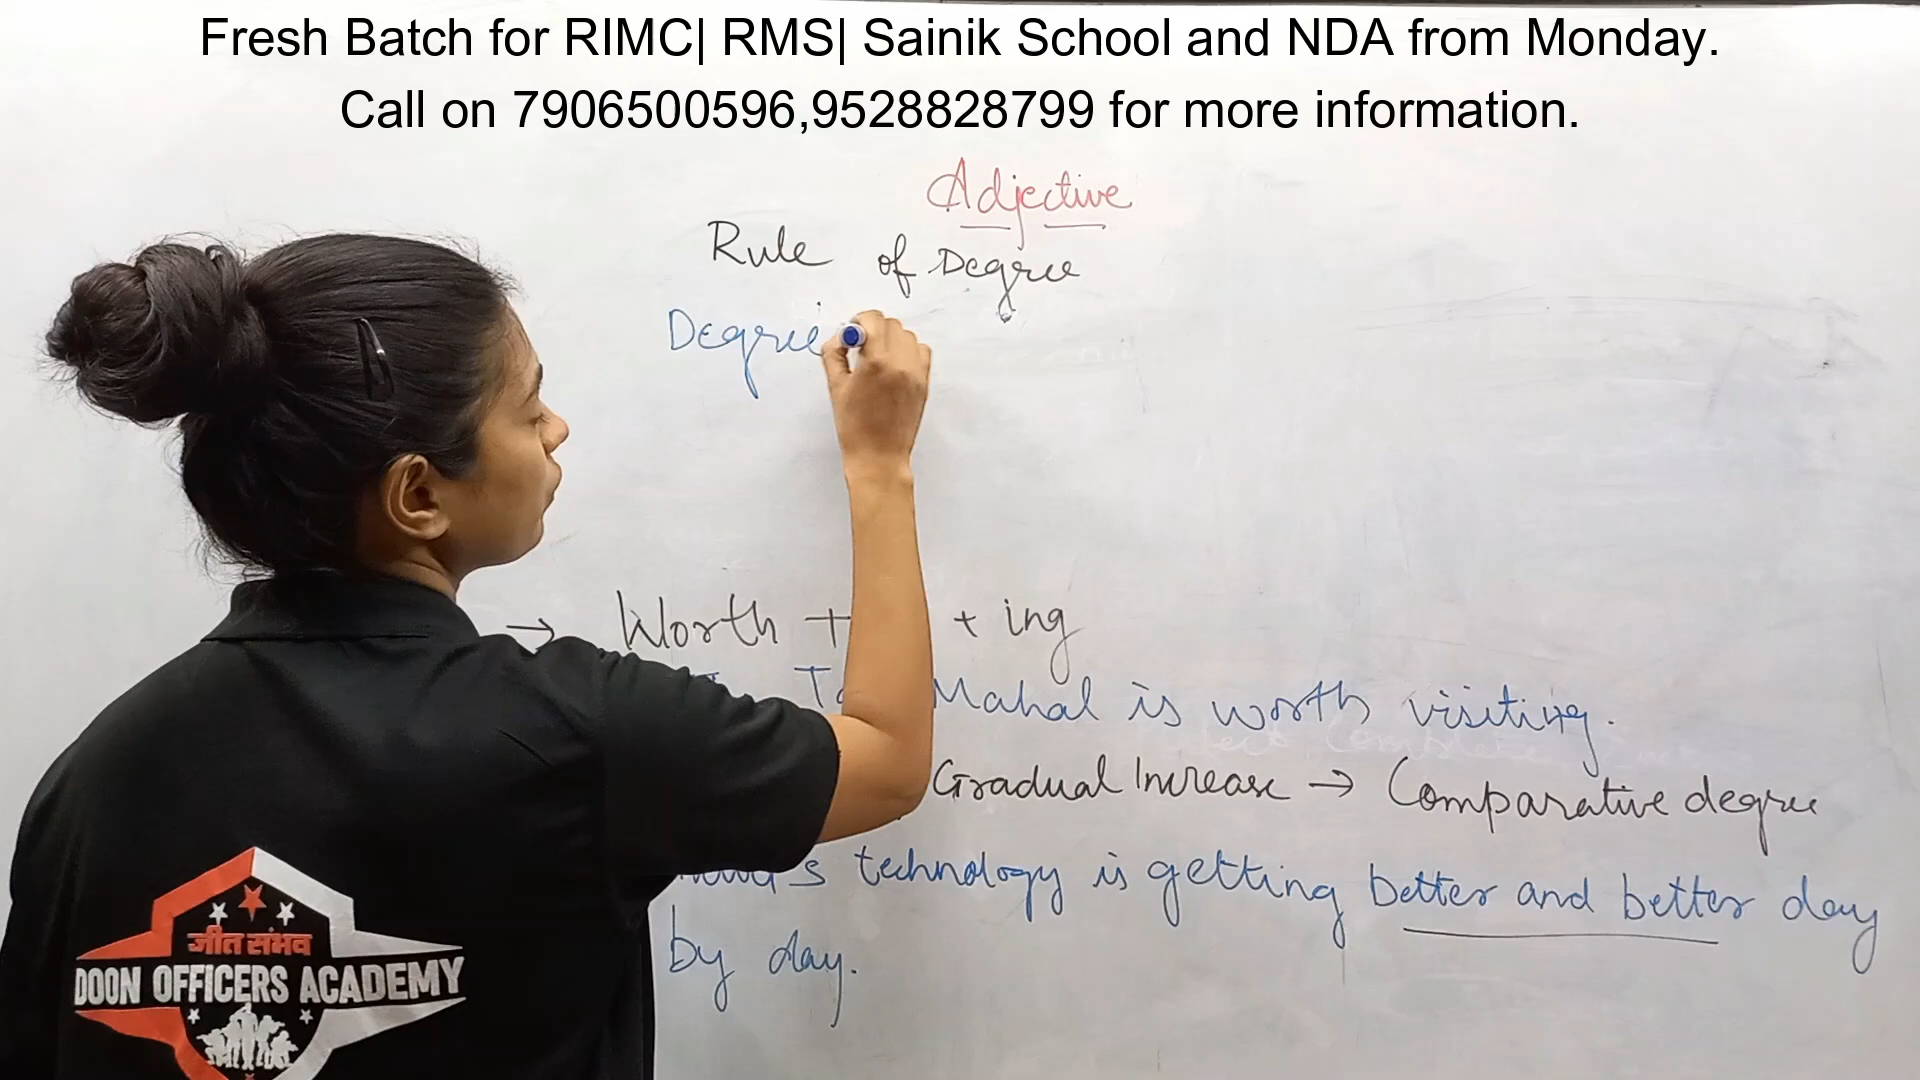 Fresh Batch for RIMC| RMS| Sainik School and NDA from Monday.
Call on 7906500596,9528828799 for more information.
Adjective
Rule of Degree
Degree
→ Worth + + ing
Mahal is worth visiting.
Gradual Increase → Comparative degree
technology is getting better and better day
by day.
जीत संभव
DOON OFFICERS ACADEMY